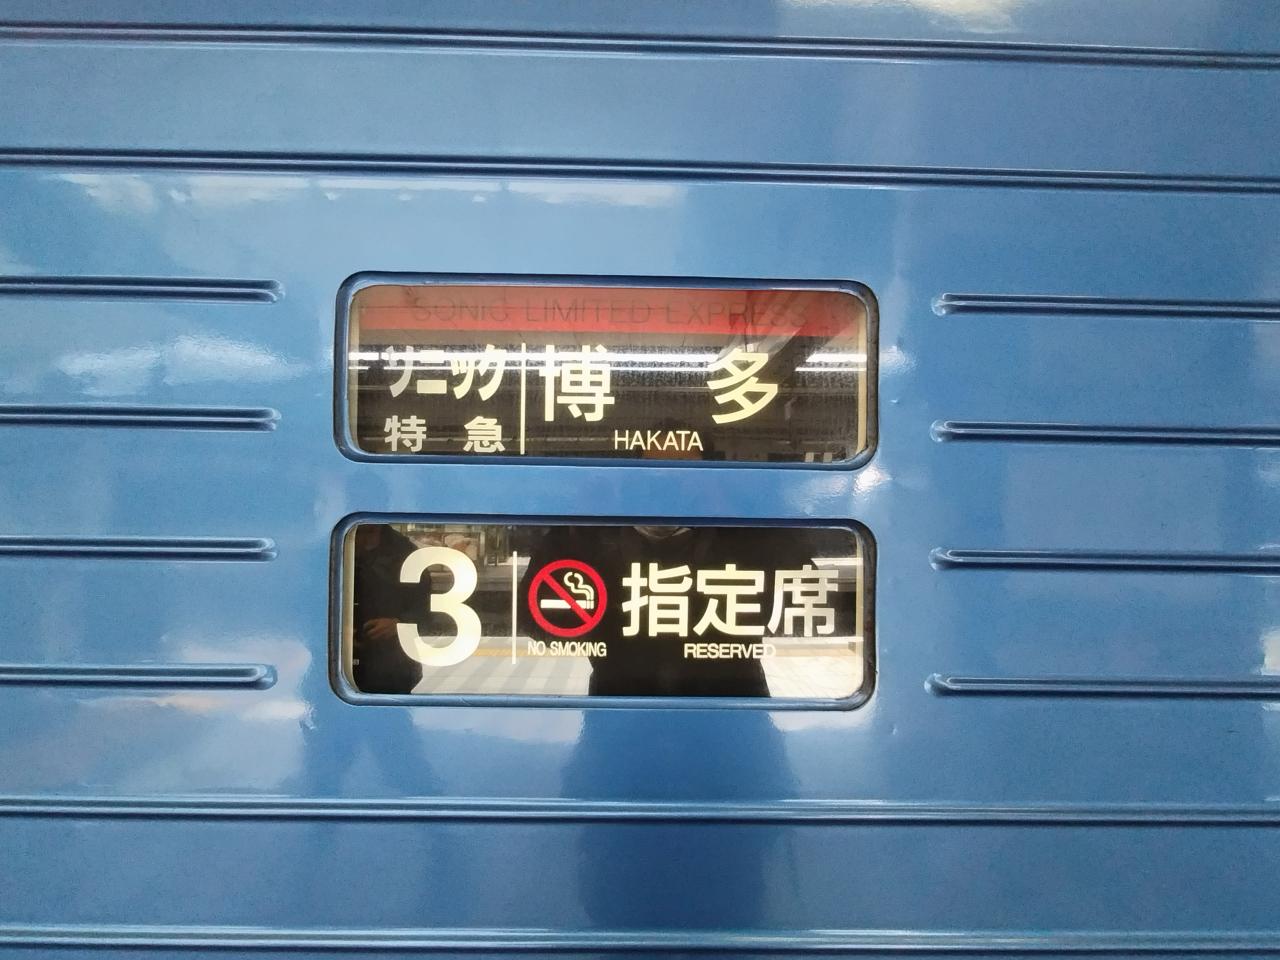 SONIC LIMITED EXPRESS
ソニック 博多
特急 HAKATA
3 指定席
NO SMOKING RESERVED